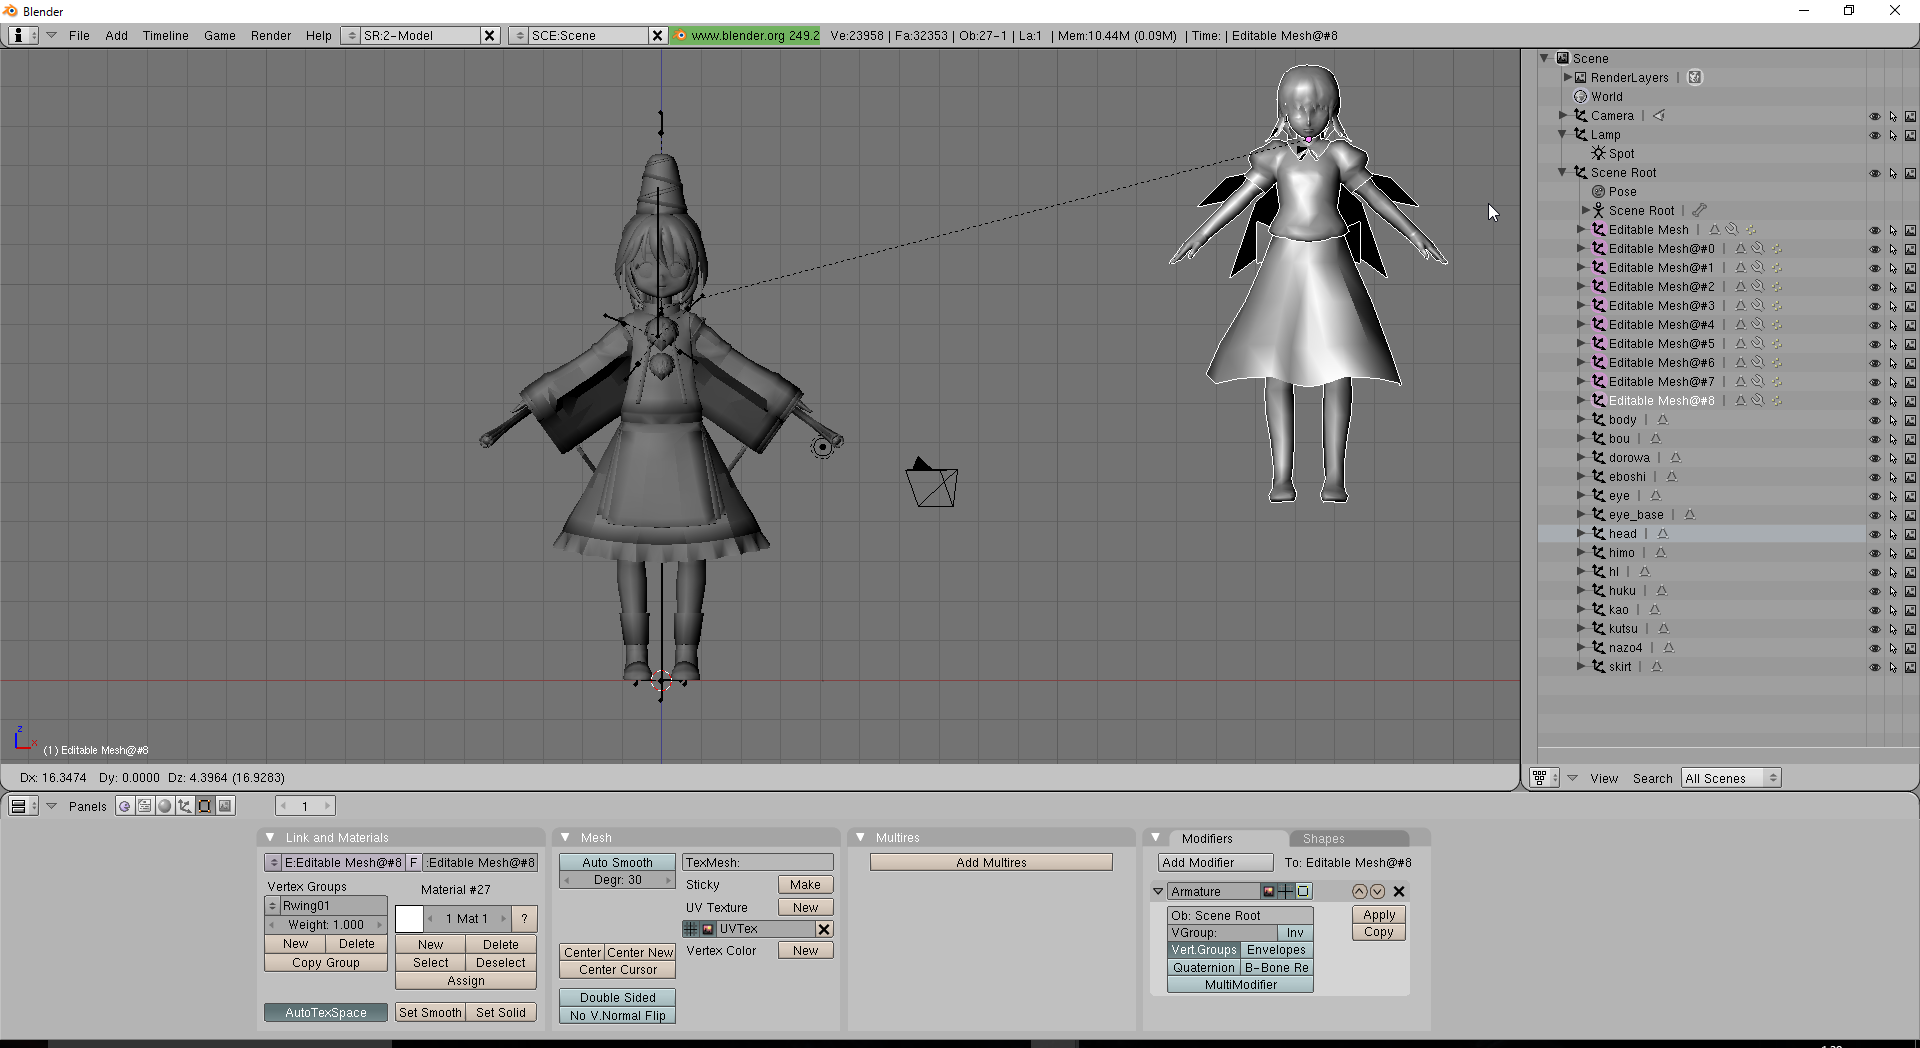 Blender
File Add Timeline Game Render Help SR:2-Model SCE:Scene www.blender.org 249.2 Ve:23958 | Fa:32353 | Ob:27-1 | La:1 | Mem:10.44M (0.09M) | Time: | Editable Mesh@#8
Scene
RenderLayers |
World
Camera |
Lamp
Spot
Scene Root
Pose
Scene Root |
Editable Mesh |
Editable Mesh@#0 |
Editable Mesh@#1 |
Editable Mesh@#2 |
Editable Mesh@#3 |
Editable Mesh@#4 |
Editable Mesh@#5 |
Editable Mesh@#6 |
Editable Mesh@#7 |
Editable Mesh@#8 |
body |
bou |
dorowa |
eboshi |
eye |
eye_base |
head |
himo |
hl |
huku |
kao |
kutsu |
nazo4 |
skirt |
z
x
(1) Editable Mesh@#8
Dx: 16.3474 Dy: 0.0000 Dz: 4.3964 (16.9283)
View Search All Scenes
Panels 1
Link and Materials
E:Editable Mesh@#8 F :Editable Mesh@#8
Vertex Groups
Rwing01
Weight: 1.000
New Delete
Copy Group
AutoTexSpace
Material #27
1 Mat 1 ?
New Delete
Select Deselect
Assign
Set Smooth Set Solid
Mesh
Auto Smooth
Degr: 30
TexMesh:
Sticky Make
UV Texture New
UVTex
Vertex Color New
Center Center New
Center Cursor
Double Sided
No V.Normal Flip
Multires
Add Multires
Modifiers Shapes
Add Modifier To: Editable Mesh@#8
Armature
Ob: Scene Root
VGroup: Inv
Vert.Groups Envelopes
Quaternion B-Bone Re
MultiModifier
Apply
Copy